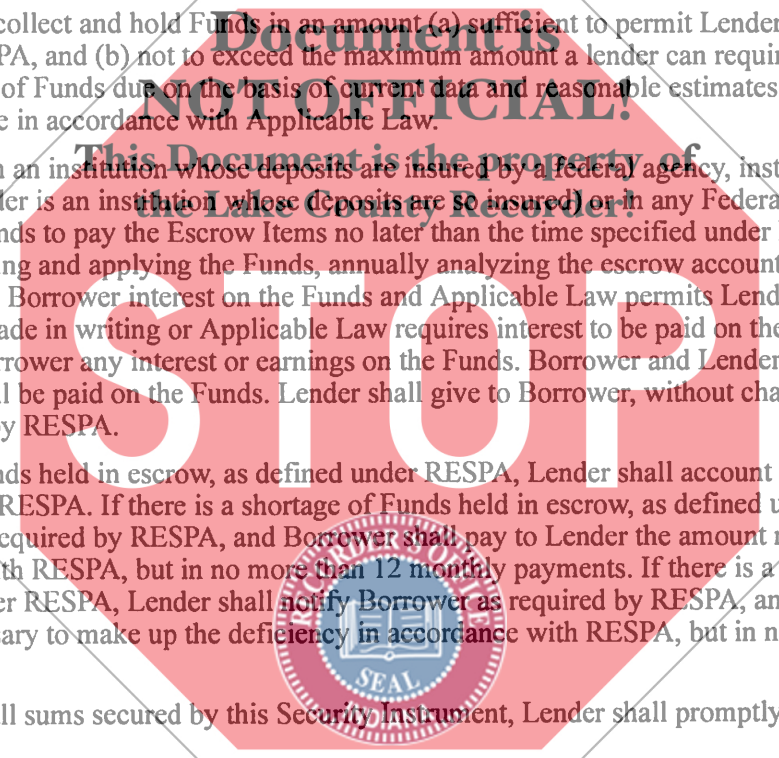 collect and hold Funds in an amount (a) sufficient to permit Lender
Document is
PA, and (b) not to exceed the maximum amount a lender can requi
of Funds due on the basis of current data and reasonable estimates
NOT OFFICIAL!
e in accordance with Applicable Law.
This Document is the property of
n an institution whose deposits are insured by a federal agency, inst
the Lake County Recorder!
der is an institution whose deposits are so insured) or in any Federa
nds to pay the Escrow Items no later than the time specified under
ng and applying the Funds, annually analyzing the escrow account
Borrower interest on the Funds and Applicable Law permits Lend
ade in writing or Applicable Law requires interest to be paid on the
rrower any interest or earnings on the Funds. Borrower and Lender
ll be paid on the Funds. Lender shall give to Borrower, without cha
by RESPA.
STOP
nds held in escrow, as defined under RESPA, Lender shall account
RESPA. If there is a shortage of Funds held in escrow, as defined u
equired by RESPA, and Borrower shall pay to Lender the amount n
th RESPA, but in no more than 12 monthly payments. If there is a
er RESPA, Lender shall notify Borrower as required by RESPA, an
sary to make up the deficiency in accordance with RESPA, but in n
RECORDER'S OFFICE
SEAL
INDIANA
ll sums secured by this Security Instrument, Lender shall promptly